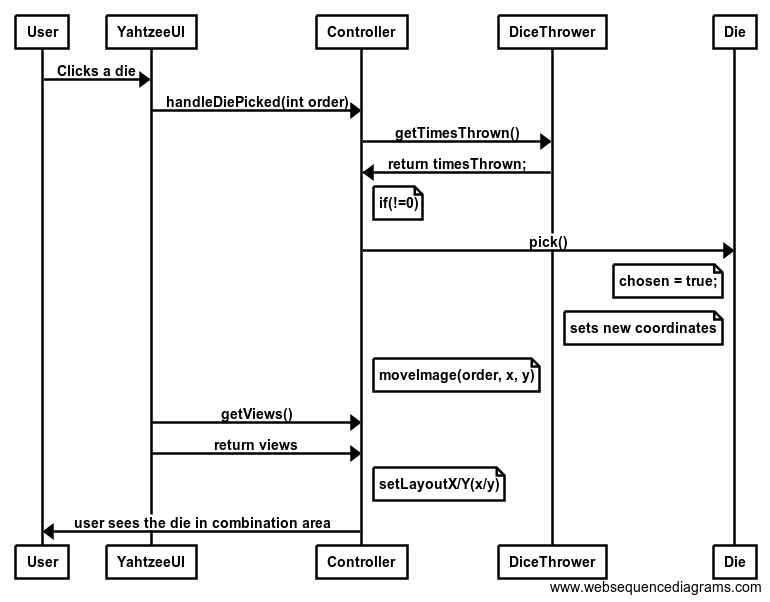 User YahtzeeUI Controller DiceThrower Die
Clicks a die
handleDiePicked(int order)
getTimesThrown()
return timesThrown;
if(!=0)
pick()
chosen = true;
sets new coordinates
moveImage(order, x, y)
getViews()
return views
setLayoutX/Y(x/y)
user sees the die in combination area
User YahtzeeUI Controller DiceThrower Die
www.websequencediagrams.com